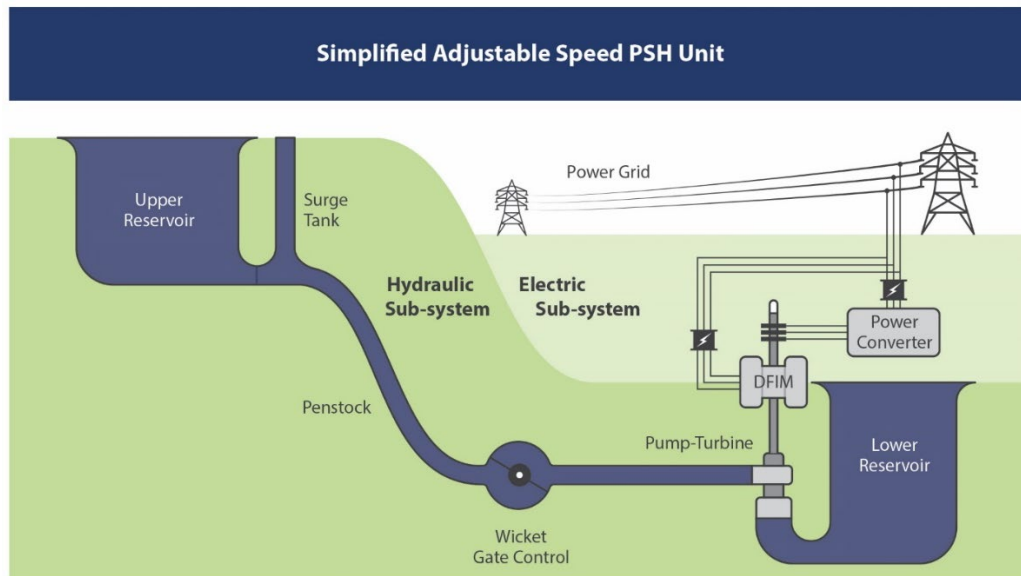 Simplified Adjustable Speed PSH Unit
Power Grid
Upper
Reservoir
Surge
Tank
Hydraulic
Sub-system
Electric
Sub-system
Power
Converter
DFIM
Penstock
Pump-Turbine
Lower
Reservoir
Wicket
Gate Control